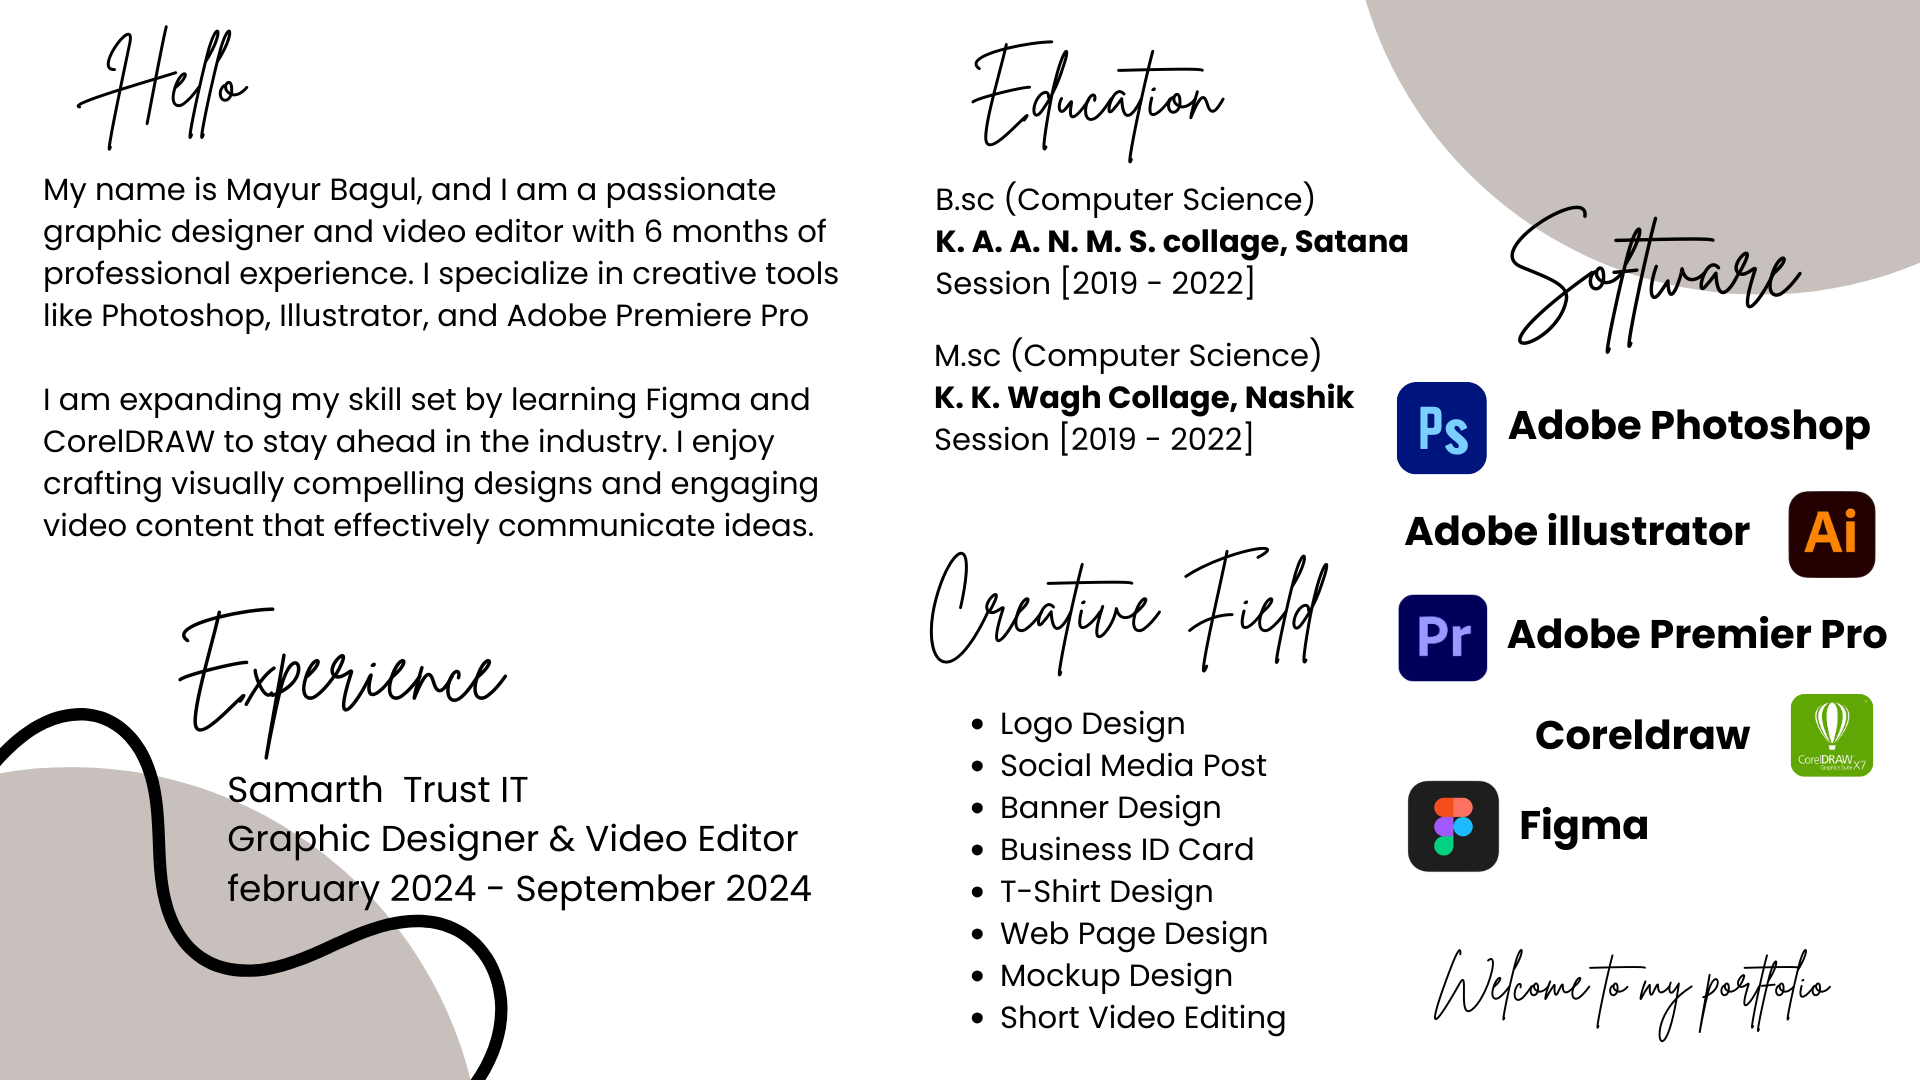 Hello
My name is Mayur Bagul, and I am a passionate
graphic designer and video editor with 6 months of
professional experience. I specialize in creative tools
like Photoshop, Illustrator, and Adobe Premiere Pro
I am expanding my skill set by learning Figma and
CorelDRAW to stay ahead in the industry. I enjoy
crafting visually compelling designs and engaging
video content that effectively communicate ideas.
Experience
Samarth  Trust IT
Graphic Designer & Video Editor
february 2024 - September 2024
Education
B.sc (Computer Science)
K. A. A. N. M. S. collage, Satana
Session [2019 - 2022]
M.sc (Computer Science)
K. K. Wagh Collage, Nashik
Session [2019 - 2022]
Creative Field
• Logo Design
• Social Media Post
• Banner Design
• Business ID Card
• T-Shirt Design
• Web Page Design
• Mockup Design
• Short Video Editing
Software
Ps Adobe Photoshop
Adobe illustrator Ai
Pr Adobe Premier Pro
Coreldraw
CorelDRAW
Graphics Suite X7
Figma
Welcome to my portfolio